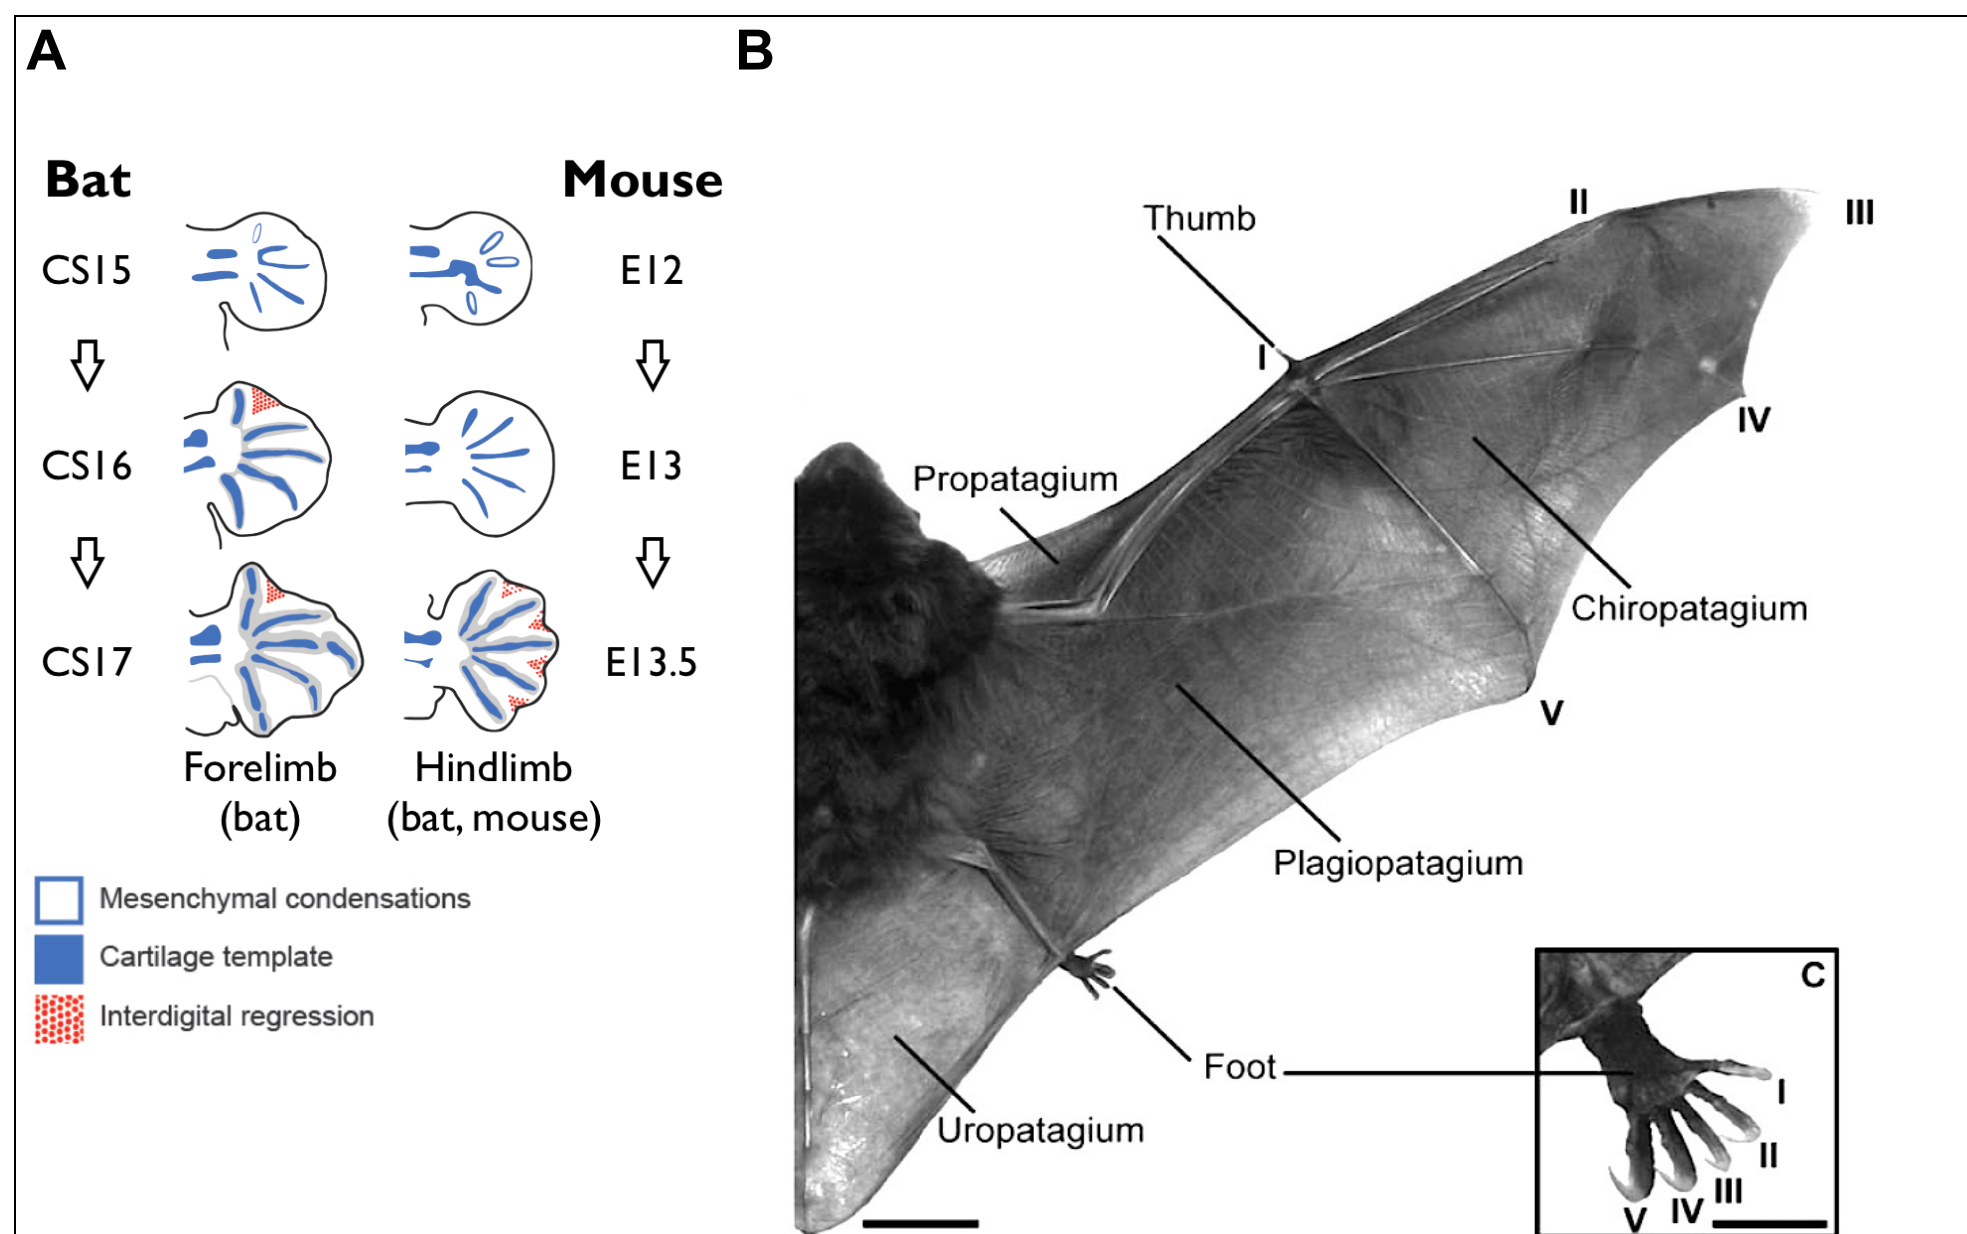 A
B
Bat
Mouse
CS15
E12
CS16
E13
CS17
E13.5
Forelimb
(bat)
Hindlimb
(bat, mouse)
Mesenchymal condensations
Cartilage template
Interdigital regression
Thumb
II
III
I
IV
Propatagium
Chiropatagium
V
Plagiopatagium
Foot
Uropatagium
C
I
II
III
IV
V